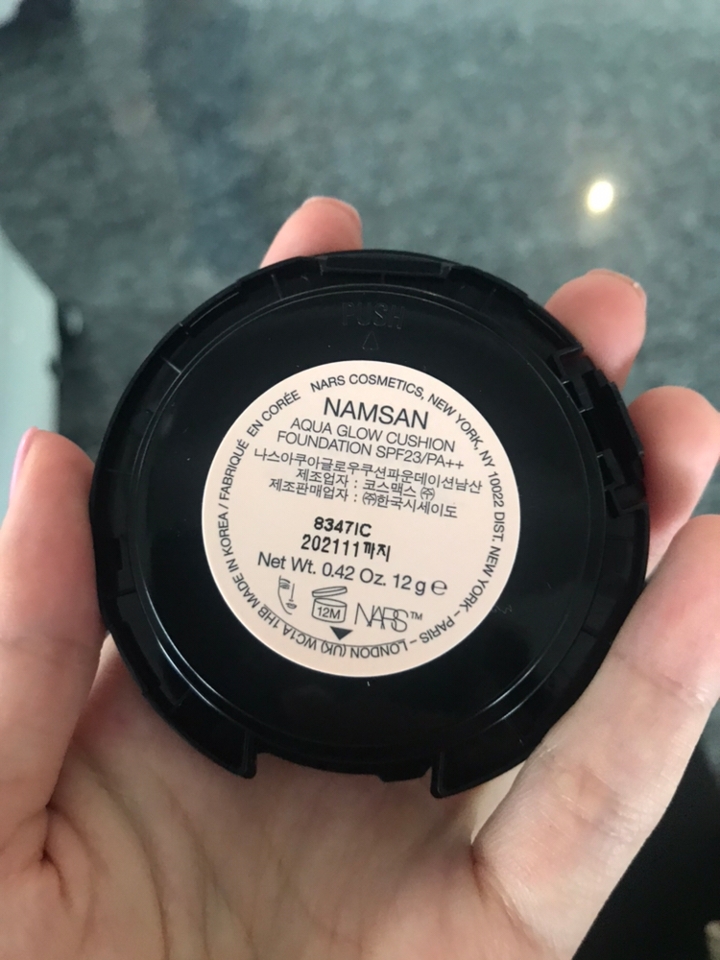 PUSH
NAMSAN
AQUA GLOW CUSHION
FOUNDATION SPF23/PA++
나스아쿠아글로우쿠션파운데이션남산
제조업자 : 코스맥스 ㈜
제조판매업자 : ㈜한국시세이도
8347IC
202111까지
Net Wt. 0.42 Oz. 12 g ℮
12M NARS™
NARS COSMETICS, NEW YORK, NY 10022 DIST. NEW YORK – PARIS – LONDON (UK) WC1A 1HB MADE IN KOREA / FABRIQUÉ EN CORÉE